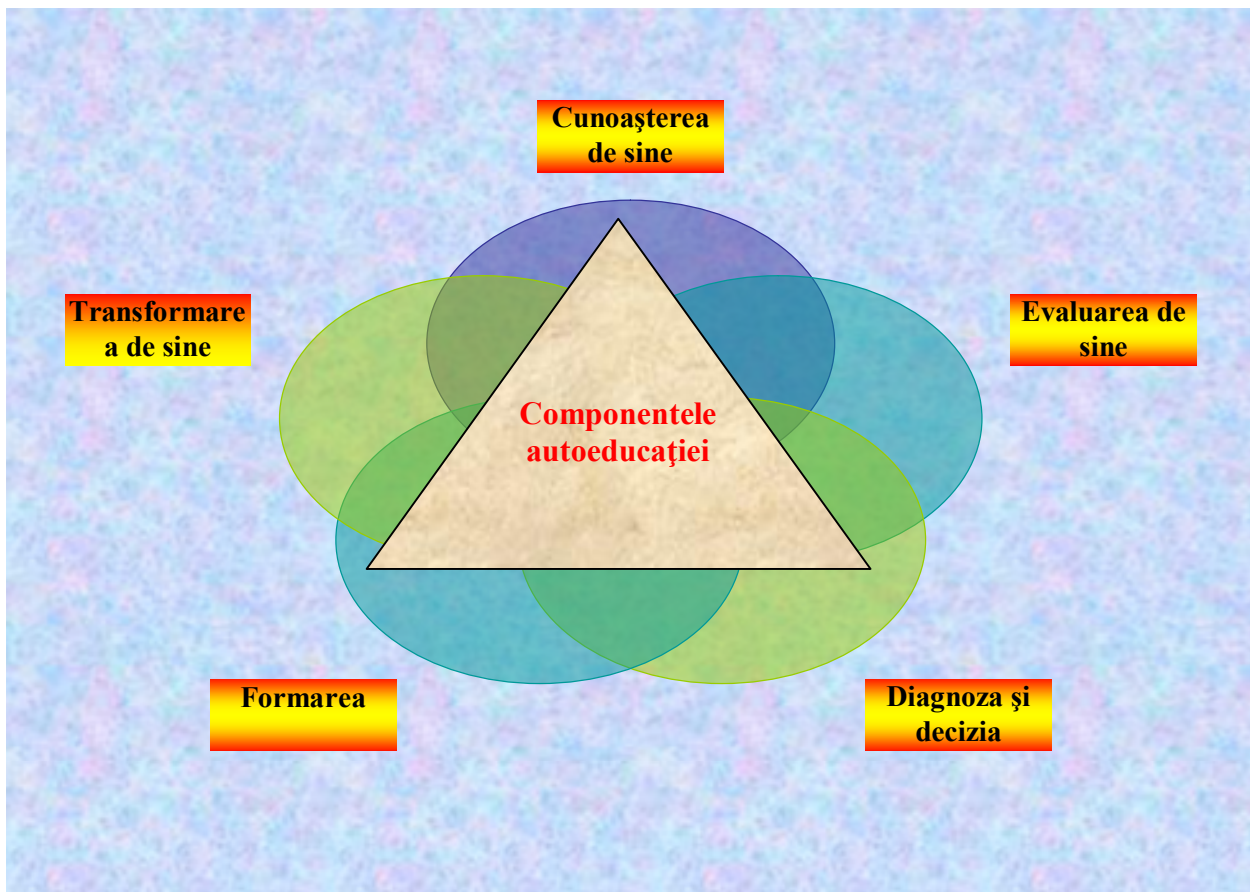 Cunoaşterea
de sine
Transformare
a de sine
Evaluarea de
sine
Componentele
autoeducaţiei
Formarea
Diagnoza şi
decizia